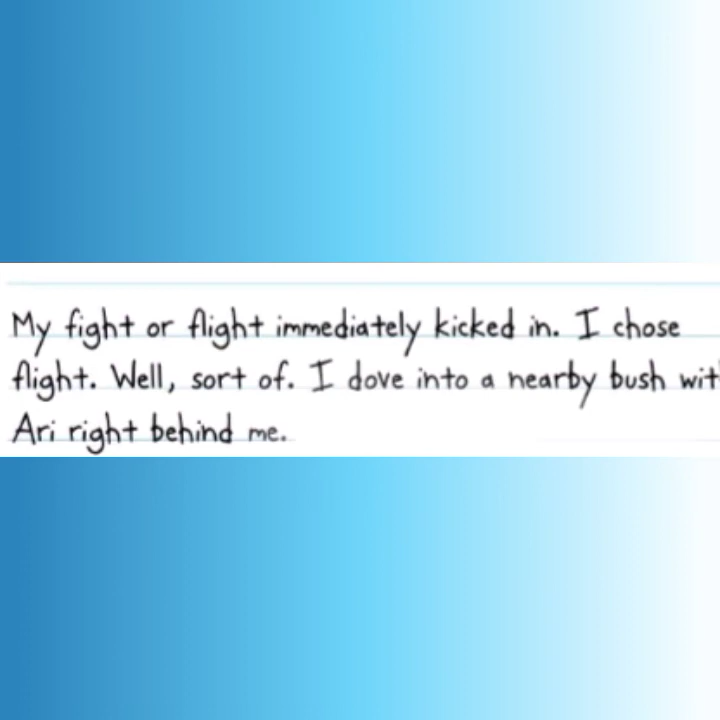 My fight or flight immediately kicked in. I chose
flight. Well, sort of. I dove into a nearby bush wit
Ari right behind me.